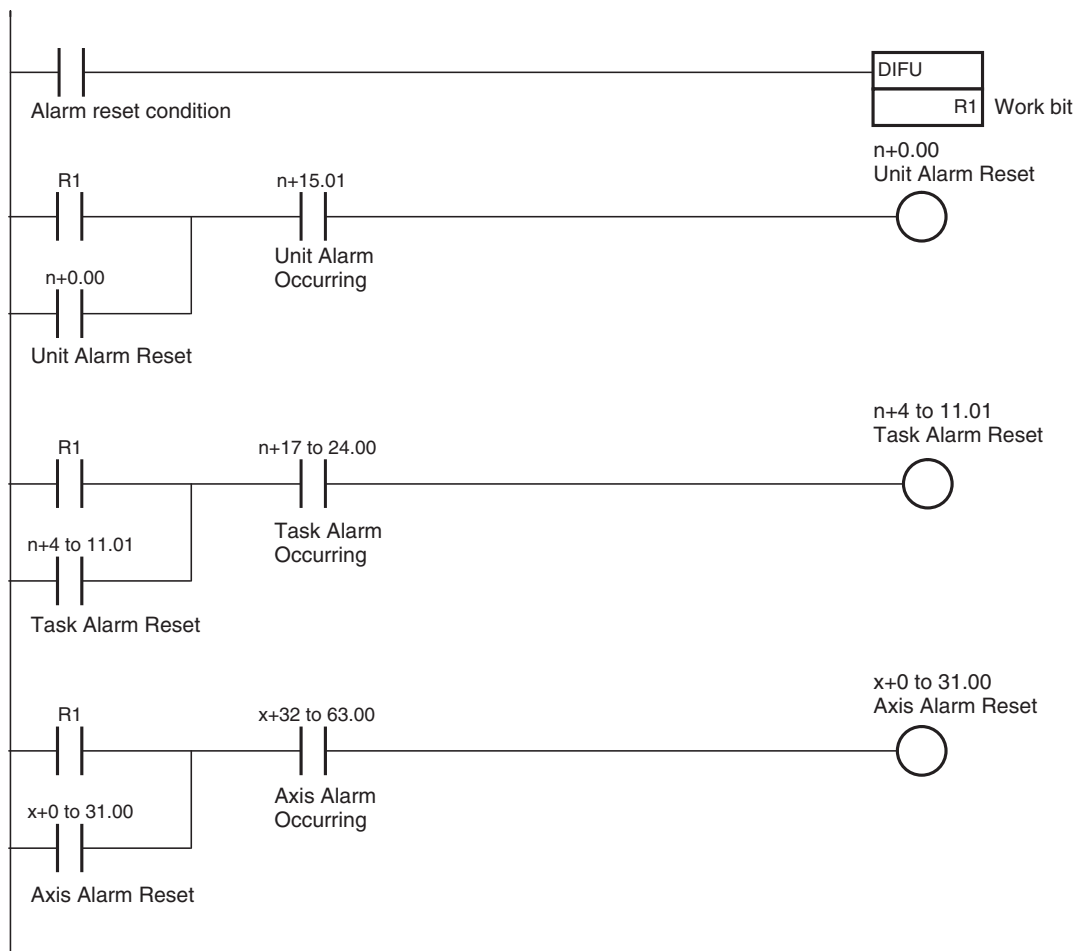 DIFU
Alarm reset condition
R1
Work bit
n+0.00
Unit Alarm Reset
R1
n+15.01
Unit Alarm
Occurring
n+0.00
Unit Alarm Reset
n+4 to 11.01
Task Alarm Reset
R1
n+17 to 24.00
Task Alarm
Occurring
n+4 to 11.01
Task Alarm Reset
x+0 to 31.00
Axis Alarm Reset
R1
x+32 to 63.00
Axis Alarm
Occurring
x+0 to 31.00
Axis Alarm Reset